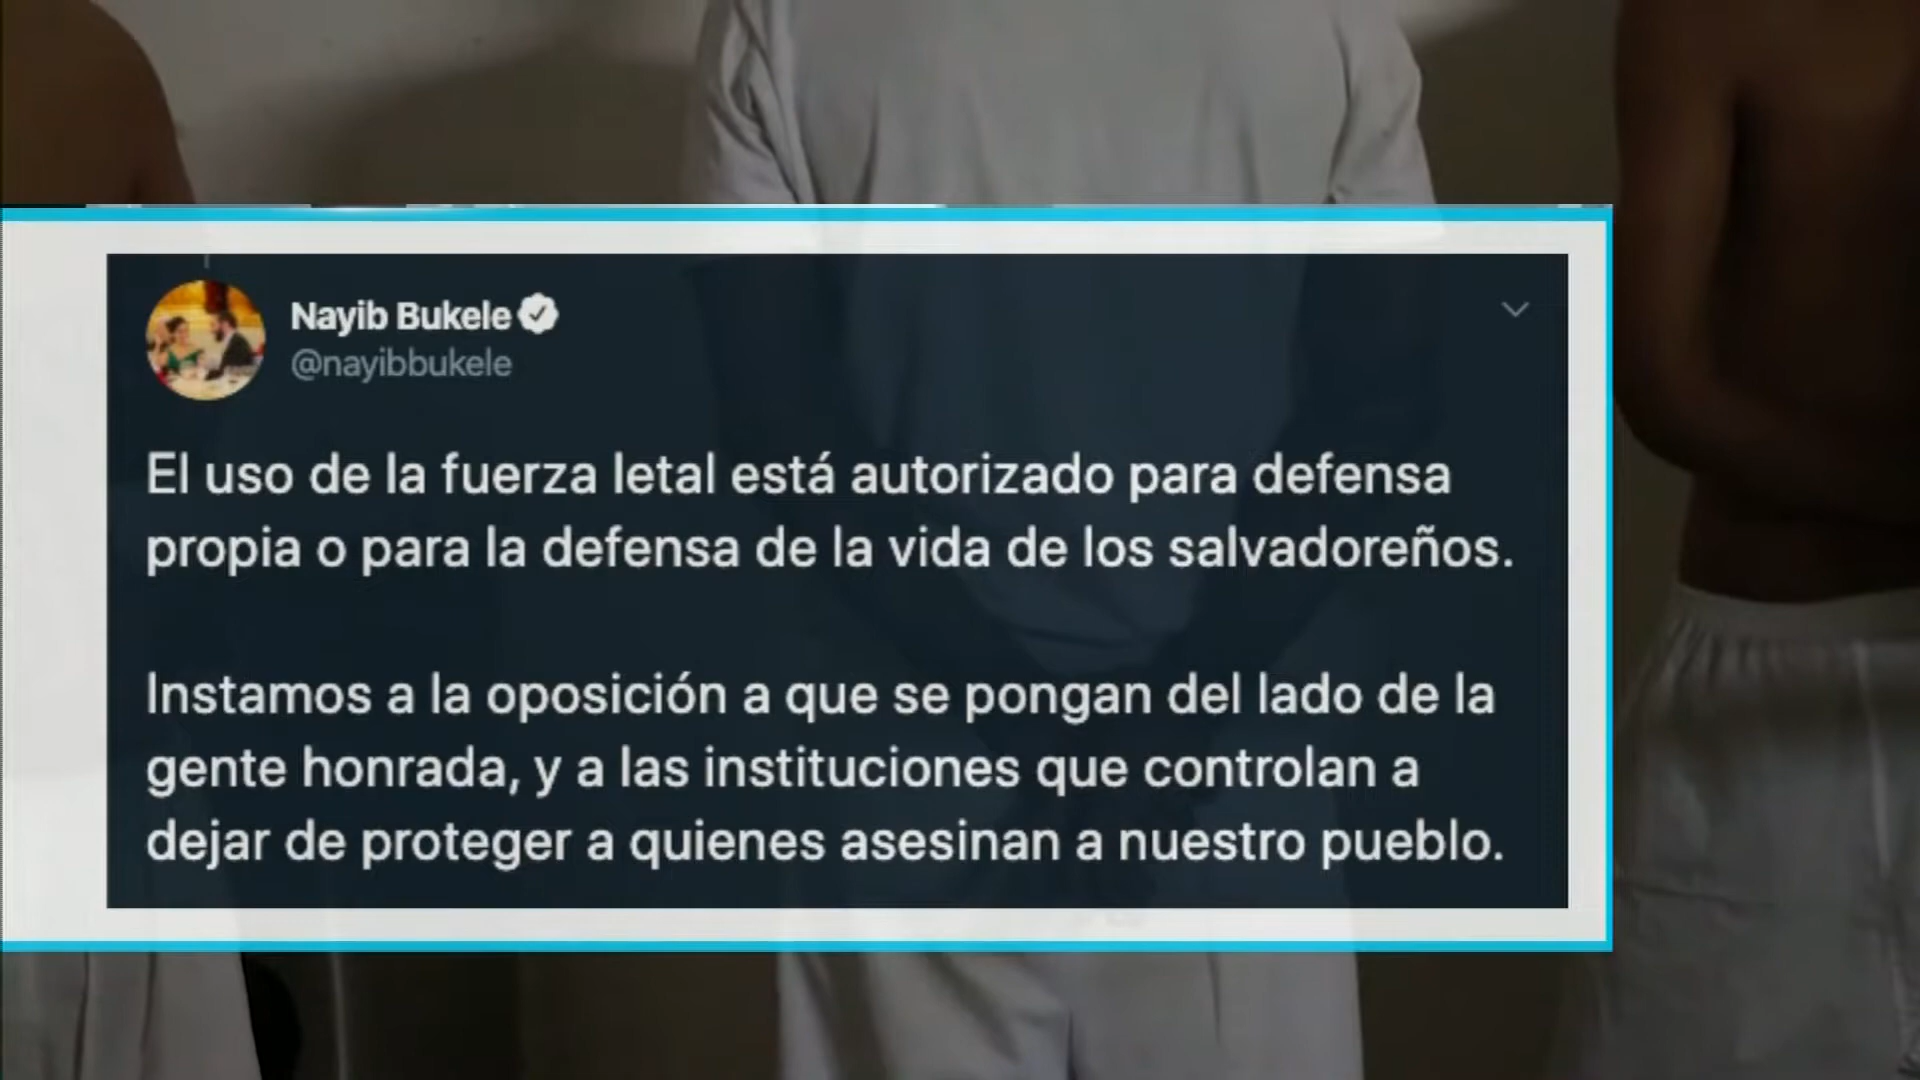 Nayib Bukele
@nayibbukele
El uso de la fuerza letal está autorizado para defensa
propia o para la defensa de la vida de los salvadoreños.
Instamos a la oposición a que se pongan del lado de la
gente honrada, y a las instituciones que controlan a
dejar de proteger a quienes asesinan a nuestro pueblo.